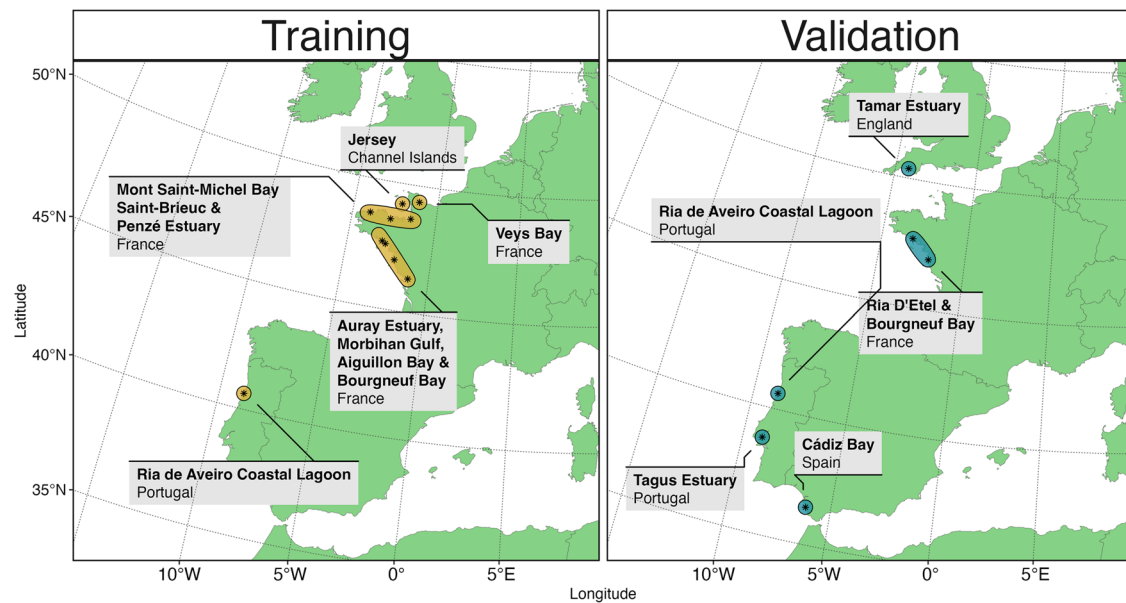 Training
Validation
50°N
45°N
40°N
35°N
Latitude
Jersey
Channel Islands
Mont Saint-Michel Bay
Saint-Brieuc &
Penzé Estuary
France
Veys Bay
France
Auray Estuary,
Morbihan Gulf,
Aiguillon Bay &
Bourgneuf Bay
France
Ria de Aveiro Coastal Lagoon
Portugal
Tamar Estuary
England
Ria de Aveiro Coastal Lagoon
Portugal
Ria D'Etel &
Bourgneuf Bay
France
Cádiz Bay
Spain
Tagus Estuary
Portugal
10°W
5°W
0°
5°E
10°W
5°W
0°
5°E
Longitude